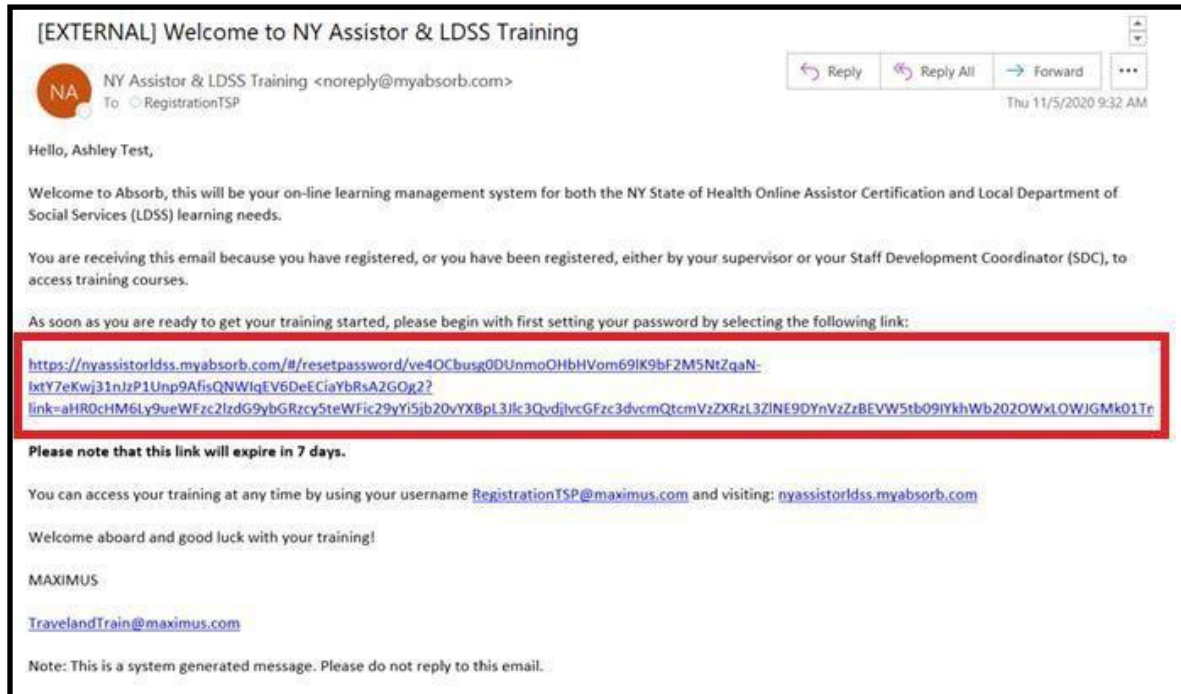 [EXTERNAL] Welcome to NY Assistor & LDSS Training
NA
NY Assistor & LDSS Training <noreply@myabsorb.com>
To RegistrationTSP
Reply
Reply All
Forward
Thu 11/5/2020 9:32 AM
Hello, Ashley Test,
Welcome to Absorb, this will be your on-line learning management system for both the NY State of Health Online Assistor Certification and Local Department of
Social Services (LDSS) learning needs.
You are receiving this email because you have registered, or you have been registered, either by your supervisor or your Staff Development Coordinator (SDC), to
access training courses.
As soon as you are ready to get your training started, please begin with first setting your password by selecting the following link:
https://nyassistorldss.myabsorb.com/#/resetpassword/ve4OCbusg0DUnmoOHbHVom69lK9bF2M5NtZqaN-
IxtY7eKwj31nJzP1Unp9AfisQNWIqEV6DeECiaYbRsA2GOg2?
Please note that this link will expire in 7 days.
You can access your training at any time by using your username RegistrationTSP@maximus.com and visiting: nyassistorldss.myabsorb.com
Welcome aboard and good luck with your training!
MAXIMUS
TravelandTrain@maximus.com
Note: This is a system generated message. Please do not reply to this email.